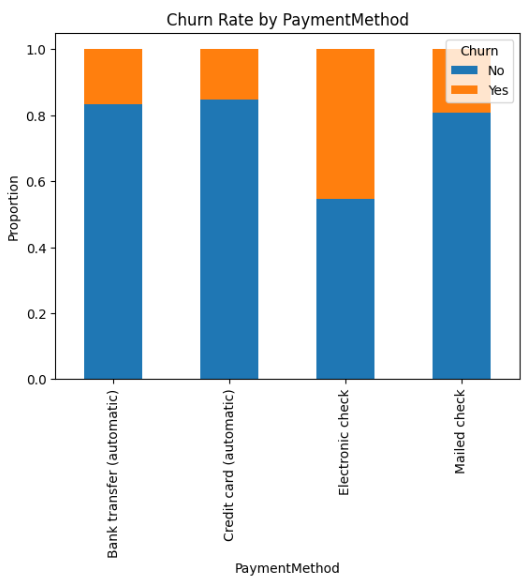 Churn Rate by PaymentMethod
1.0
0.8
0.6
0.4
0.2
0.0
Proportion
Churn
No
Yes
Bank transfer (automatic)
Credit card (automatic)
Electronic check
Mailed check
PaymentMethod